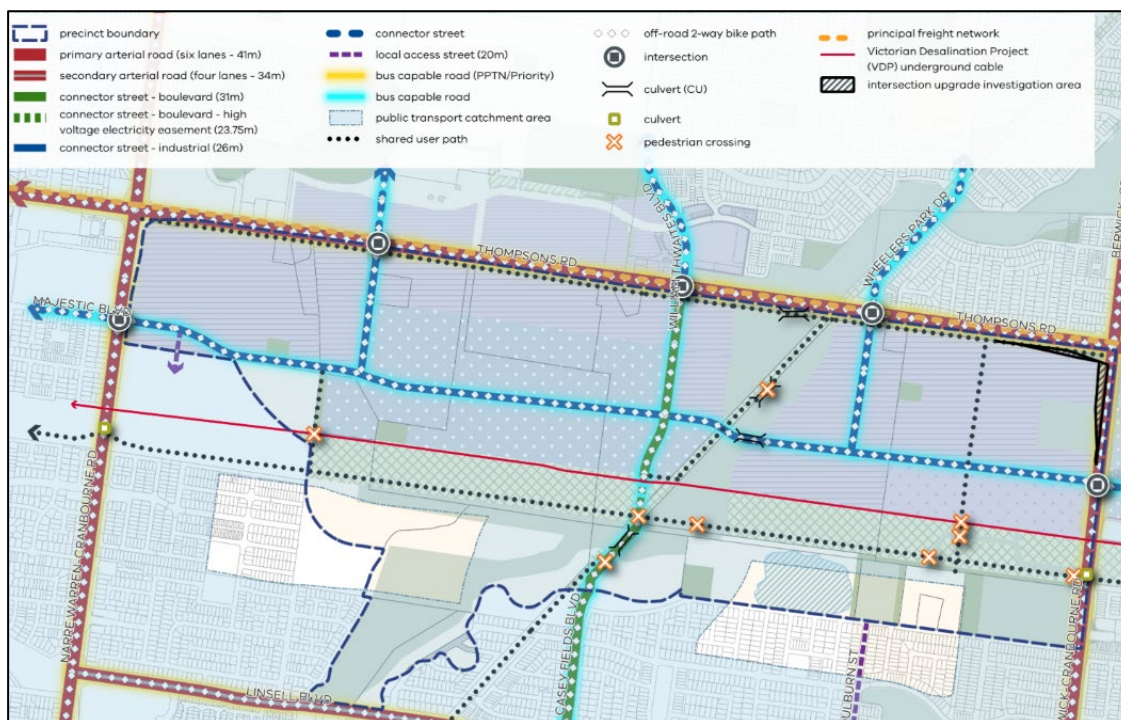 precinct boundary
primary arterial road (six lanes - 41m)
secondary arterial road (four lanes - 34m)
connector street - boulevard (31m)
connector street - boulevard - high
voltage electricity easement (23.75m)
connector street - industrial (26m)
connector street
local access street (20m)
bus capable road (PPTN/Priority)
bus capable road
public transport catchment area
shared user path
off-road 2-way bike path
intersection
culvert (CU)
culvert
pedestrian crossing
principal freight network
Victorian Desalination Project
(VDP) underground cable
intersection upgrade investigation area
THOMPSONS RD
WHEELERS PARK DR
THOMPSONS RD
MAJESTIC BLVD
NARRE WARREN-CRANBOURNE RD
CASEY FIELDS BLVD
LINSELL BLVD